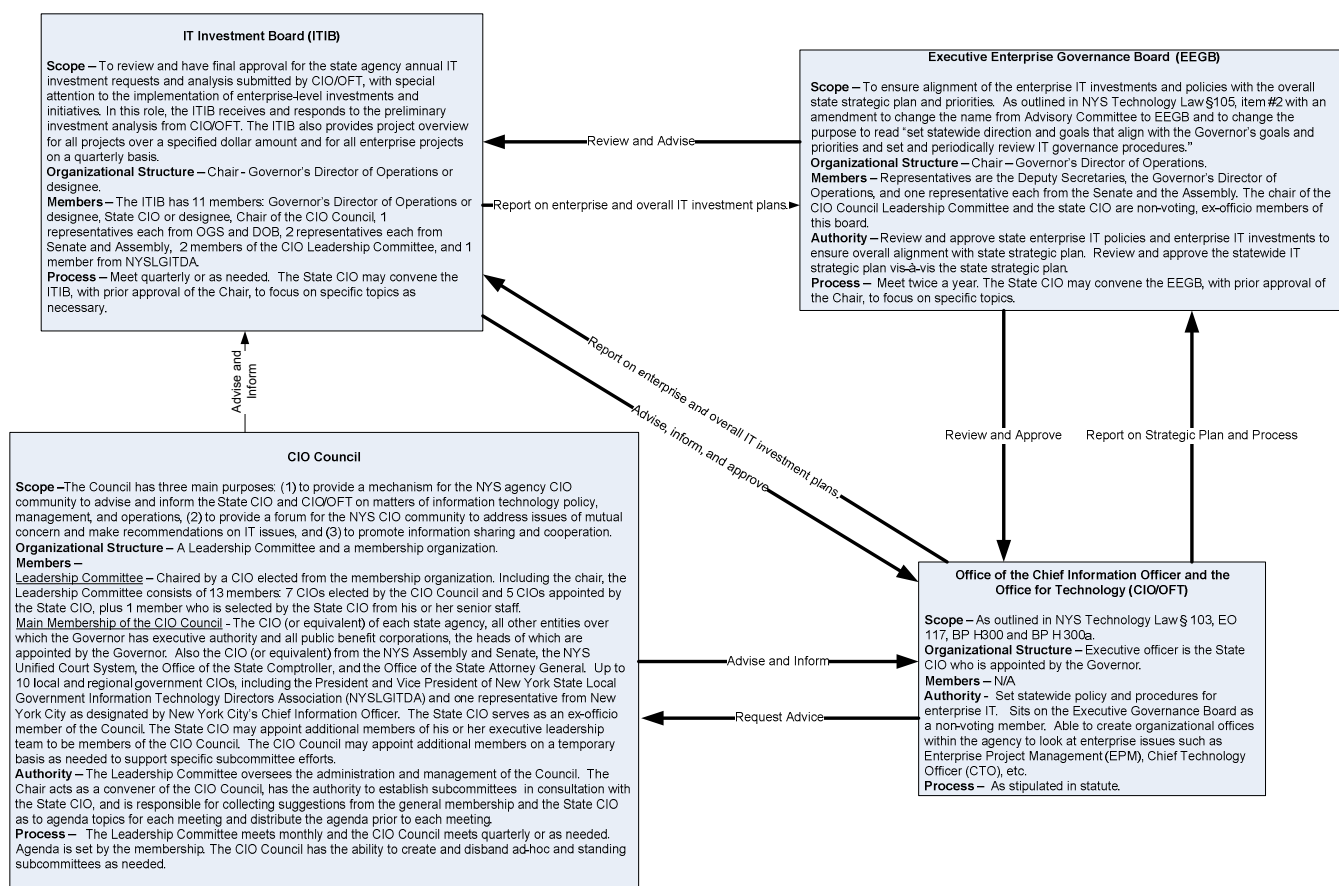 IT Investment Board (ITIB)
Scope – To review and have final approval for the state agency annual IT
investment requests and analysis submitted by CIO/OFT, with special
attention to the implementation of enterprise-level investments and
initiatives. In this role, the ITIB receives and responds to the preliminary
investment analysis from CIO/OFT. The ITIB also provides project overview
for all projects over a specified dollar amount and for all enterprise projects
on a quarterly basis.
Organizational Structure – Chair - Governor's Director of Operations or
designee.
Members – The ITIB has 11 members: Governor's Director of Operations or
designee, State CIO or designee, Chair of the CIO Council, 1
representatives each from OGS and DOB, 2 representatives each from
Senate and Assembly, 2 members of the CIO Leadership Committee, and 1
member from NYSLGITDA.
Process – Meet quarterly or as needed. The State CIO may convene the
ITIB, with prior approval of the Chair, to focus on specific topics as
necessary.
Review and Advise
Report on enterprise and overall IT investment plans.
Executive Enterprise Governance Board (EEGB)
Scope – To ensure alignment of the enterprise IT investments and policies with the overall
state strategic plan and priorities. As outlined in NYS Technology Law §105, item #2 with an
amendment to change the name from Advisory Committee to EEGB and to change the
purpose to read "set statewide direction and goals that align with the Governor's goals and
priorities and set and periodically review IT governance procedures."
Organizational Structure – Chair – Governor's Director of Operations.
Members – Representatives are the Deputy Secretaries, the Governor's Director of
Operations, and one representative each from the Senate and the Assembly. The chair of the
CIO Council Leadership Committee and the state CIO are non-voting, ex-officio members of
this board.
Authority – Review and approve state enterprise IT policies and enterprise IT investments to
ensure overall alignment with state strategic plan. Review and approve the statewide IT
strategic plan vis-à-vis the state strategic plan.
Process – Meet twice a year. The State CIO may convene the EEGB, with prior approval of
the Chair, to focus on specific topics.
Advise and
Inform
Report on enterprise and overall IT investment plans.
Advise, inform, and approve
Review and Approve
Report on Strategic Plan and Process
CIO Council
Scope – The Council has three main purposes: (1) to provide a mechanism for the NYS agency CIO
community to advise and inform the State CIO and CIO/OFT on matters of information technology policy,
management, and operations, (2) to provide a forum for the NYS CIO community to address issues of mutual
concern and make recommendations on IT issues, and (3) to promote information sharing and cooperation.
Organizational Structure – A Leadership Committee and a membership organization.
Members –
Leadership Committee – Chaired by a CIO elected from the membership organization. Including the chair, the
Leadership Committee consists of 13 members: 7 CIOs elected by the CIO Council and 5 CIOs appointed by
the State CIO, plus 1 member who is selected by the State CIO from his or her senior staff.
Main Membership of the CIO Council - The CIO (or equivalent) of each state agency, all other entities over
which the Governor has executive authority and all public benefit corporations, the heads of which are
appointed by the Governor. Also the CIO (or equivalent) from the NYS Assembly and Senate, the NYS
Unified Court System, the Office of the State Comptroller, and the Office of the State Attorney General. Up to
10 local and regional government CIOs, including the President and Vice President of New York State Local
Government Information Technology Directors Association (NYSLGITDA) and one representative from New
York City as designated by New York City's Chief Information Officer. The State CIO serves as an ex-officio
member of the Council. The State CIO may appoint additional members of his or her executive leadership
team to be members of the CIO Council. The CIO Council may appoint additional members on a temporary
basis as needed to support specific subcommittee efforts.
Authority – The Leadership Committee oversees the administration and management of the Council. The
Chair acts as a convener of the CIO Council, has the authority to establish subcommittees in consultation with
the State CIO, and is responsible for collecting suggestions from the general membership and the State CIO
as to agenda topics for each meeting and distribute the agenda prior to each meeting.
Process – The Leadership Committee meets monthly and the CIO Council meets quarterly or as needed.
Agenda is set by the membership. The CIO Council has the ability to create and disband ad-hoc and standing
subcommittees as needed.
Advise and Inform
Request Advice
Office of the Chief Information Officer and the
Office for Technology (CIO/OFT)
Scope – As outlined in NYS Technology Law § 103, EO
117, BP H300 and BP H 300a.
Organizational Structure – Executive officer is the State
CIO who is appointed by the Governor.
Members – N/A
Authority - Set statewide policy and procedures for
enterprise IT. Sits on the Executive Governance Board as
a non-voting member. Able to create organizational offices
within the agency to look at enterprise issues such as
Enterprise Project Management (EPM), Chief Technology
Officer (CTO), etc.
Process – As stipulated in statute.